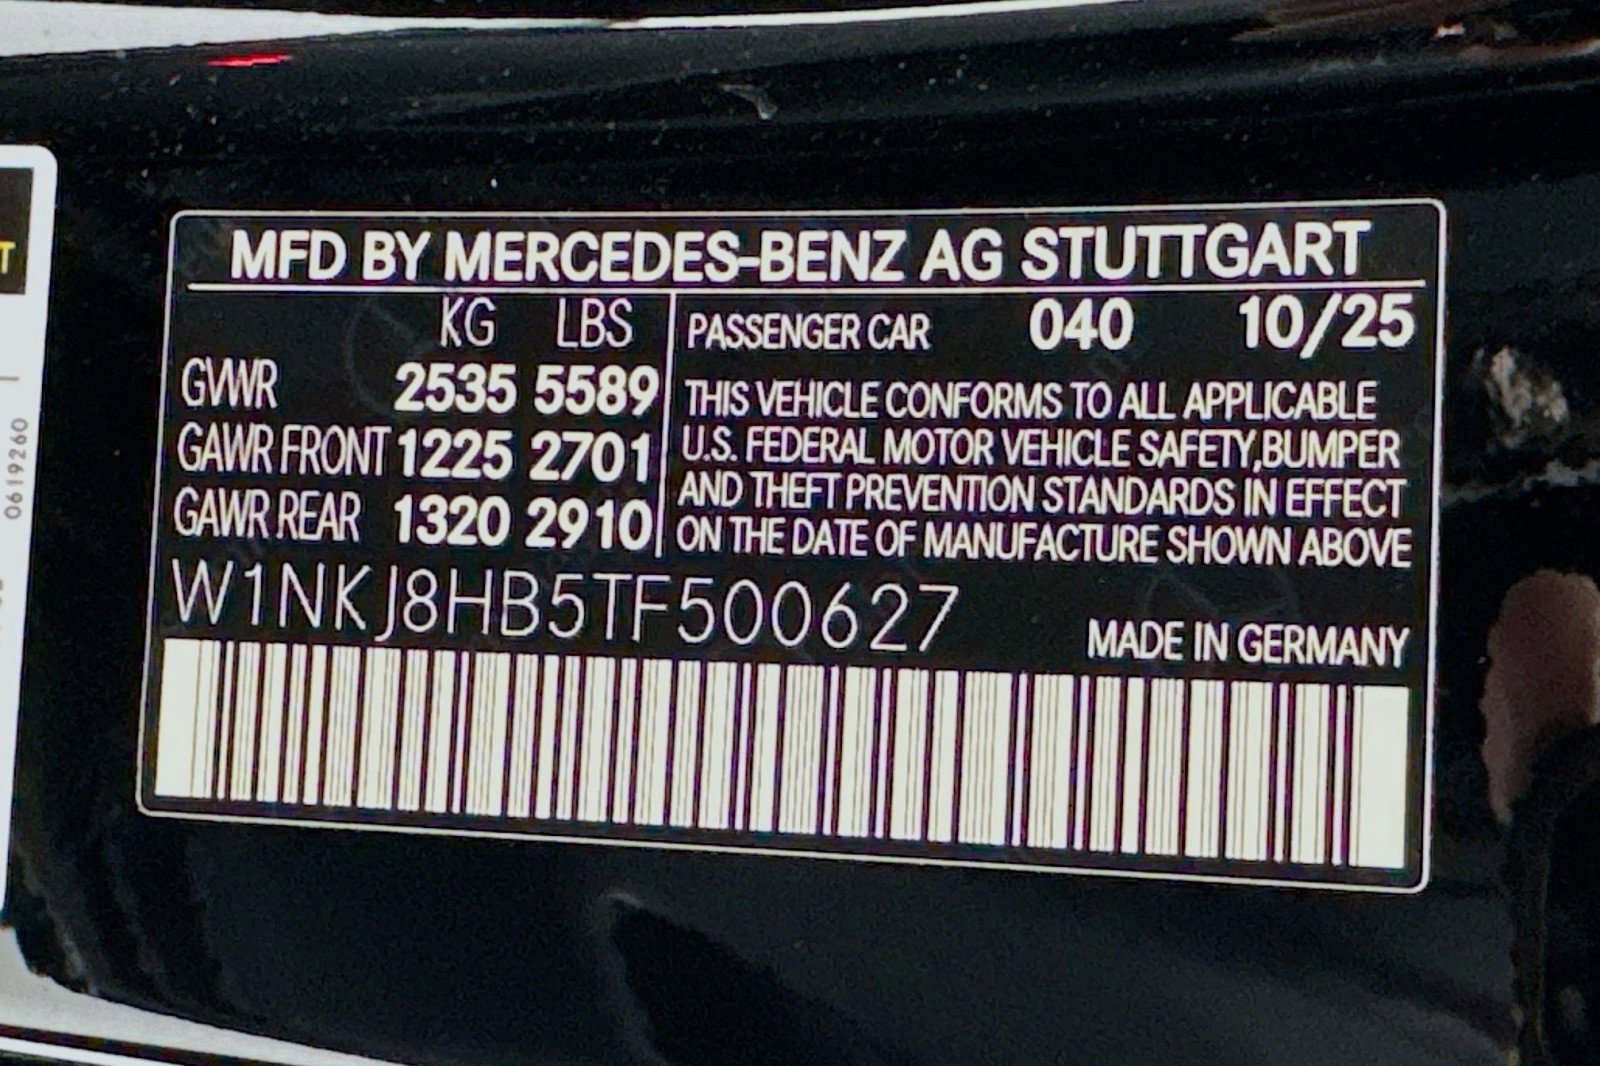 T
0619260
MFD BY MERCEDES-BENZ AG STUTTGART
KG LBS
GVWR 2535 5589
GAWR FRONT 1225 2701
GAWR REAR 1320 2910
PASSENGER CAR 040 10/25
THIS VEHICLE CONFORMS TO ALL APPLICABLE
U.S. FEDERAL MOTOR VEHICLE SAFETY,BUMPER
AND THEFT PREVENTION STANDARDS IN EFFECT
ON THE DATE OF MANUFACTURE SHOWN ABOVE
W1NKJ8HB5TF500627
MADE IN GERMANY